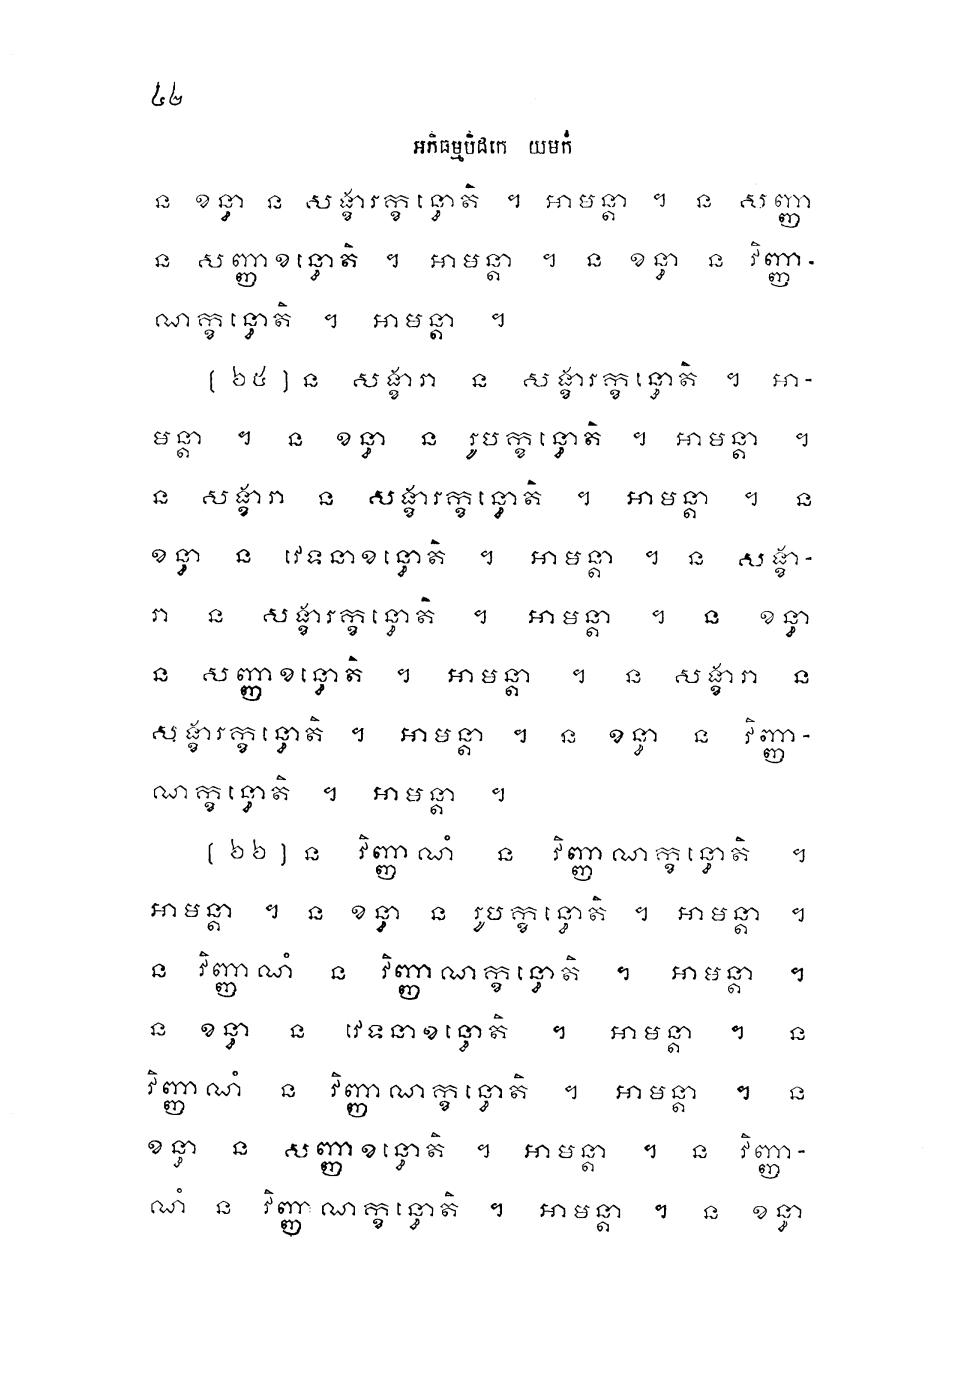 ៤២
អភិធម្មបិដកេ យមកំ
ន ខន្ធា ន សង្ខារក្ខន្ធោតិ ។ អាមន្តា ។ ន សញ្ញា
ន សញ្ញាខន្ធោតិ ។ អាមន្តា ។ ន ខន្ធា ន វិញ្ញា-
ណក្ខន្ធោតិ ។ អាមន្តា ។
[ ៦៥ ] ន សង្ខារា ន សង្ខារក្ខន្ធោតិ ។ អា-
មន្តា ។ ន ខន្ធា ន រូបក្ខន្ធោតិ ។ អាមន្តា ។
ន សង្ខារា ន សង្ខារក្ខន្ធោតិ ។ អាមន្តា ។ ន
ខន្ធា ន វេទនាខន្ធោតិ ។ អាមន្តា ។ ន សង្ខា-
រា ន សង្ខារក្ខន្ធោតិ ។ អាមន្តា ។ ន ខន្ធា
ន សញ្ញាខន្ធោតិ ។ អាមន្តា ។ ន សង្ខារា ន
សង្ខារក្ខន្ធោតិ ។ អាមន្តា ។ ន ខន្ធា ន វិញ្ញា-
ណក្ខន្ធោតិ ។ អាមន្តា ។
[ ៦៦ ] ន វិញ្ញាណំ ន វិញ្ញាណក្ខន្ធោតិ ។
អាមន្តា ។ ន ខន្ធា ន រូបក្ខន្ធោតិ ។ អាមន្តា ។
ន វិញ្ញាណំ ន វិញ្ញាណក្ខន្ធោតិ ។ អាមន្តា ។
ន ខន្ធា ន វេទនាខន្ធោតិ ។ អាមន្តា ។ ន
វិញ្ញាណំ ន វិញ្ញាណក្ខន្ធោតិ ។ អាមន្តា ។ ន
ខន្ធា ន សញ្ញាខន្ធោតិ ។ អាមន្តា ។ ន វិញ្ញា-
ណំ ន វិញ្ញាណក្ខន្ធោតិ ។ អាមន្តា ។ ន ខន្ធា